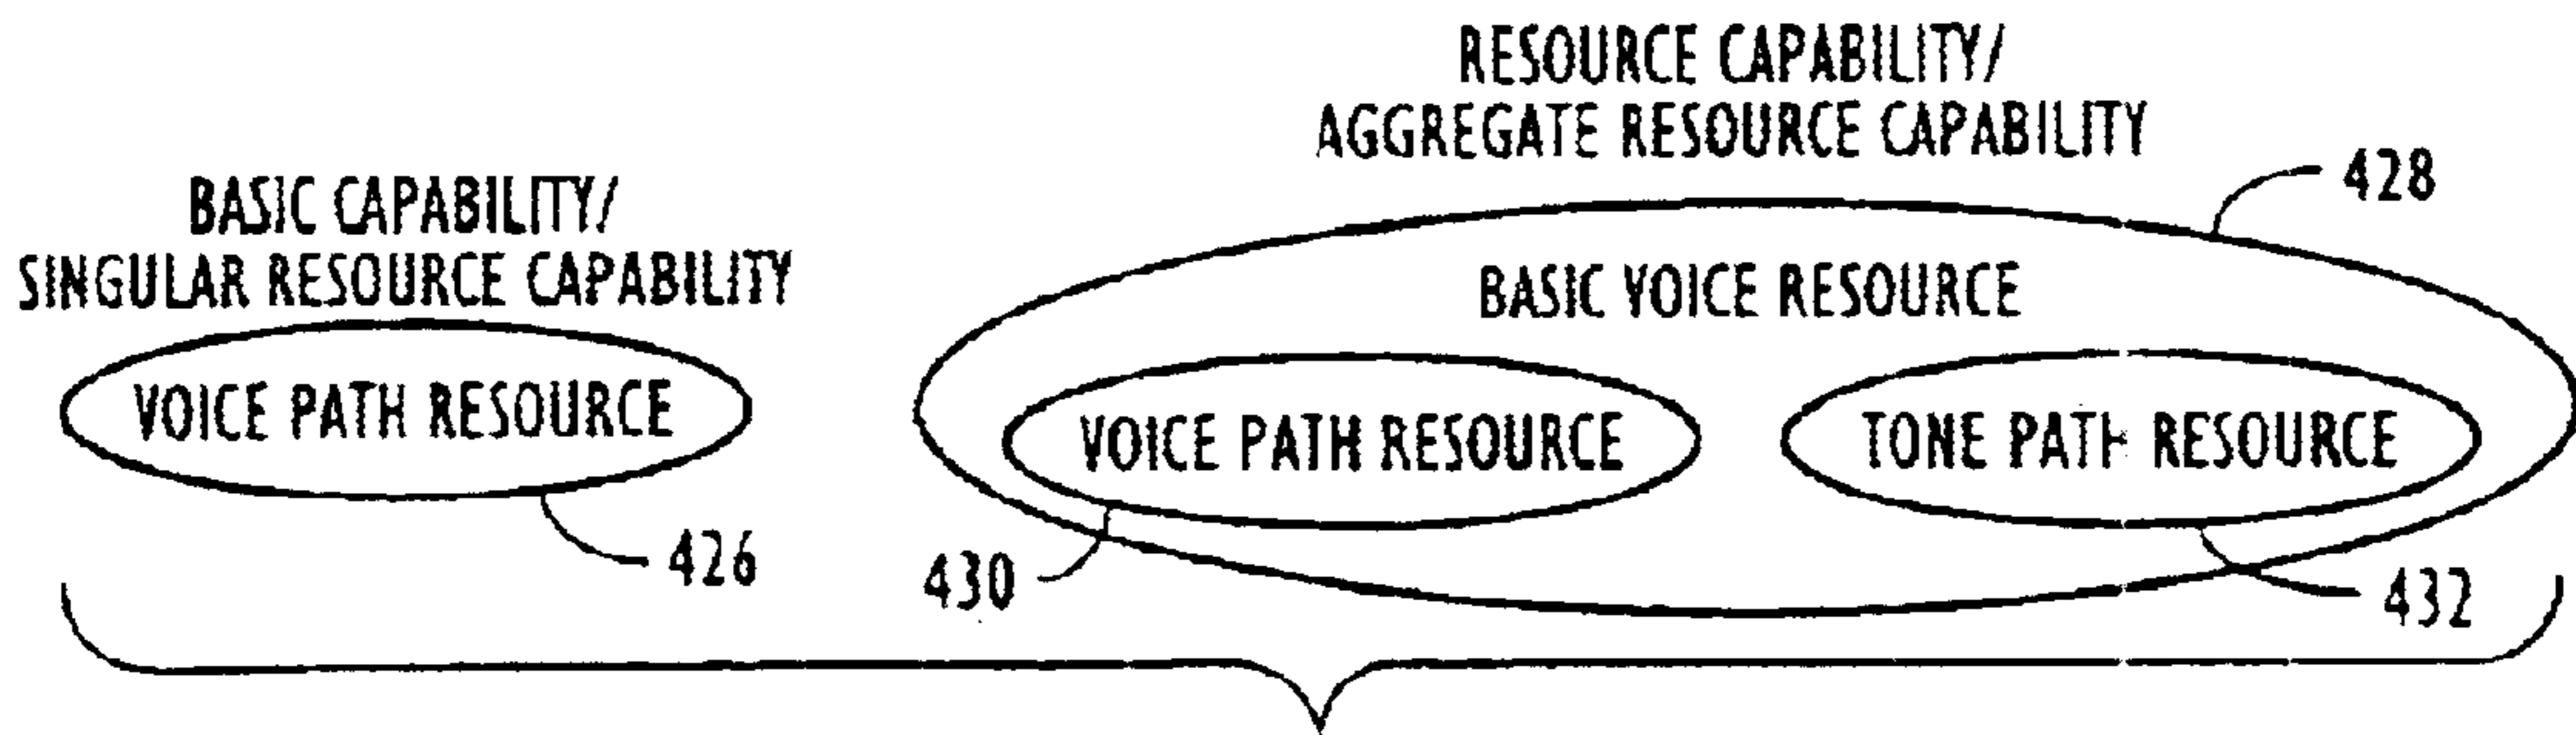 BASIC CAPABILITY/
SINGULAR RESOURCE CAPABILITY
VOICE PATH RESOURCE
426
RESOURCE CAPABILITY/
AGGREGATE RESOURCE CAPABILITY
428
BASIC VOICE RESOURCE
VOICE PATH RESOURCE
430
TONE PATH RESOURCE
432